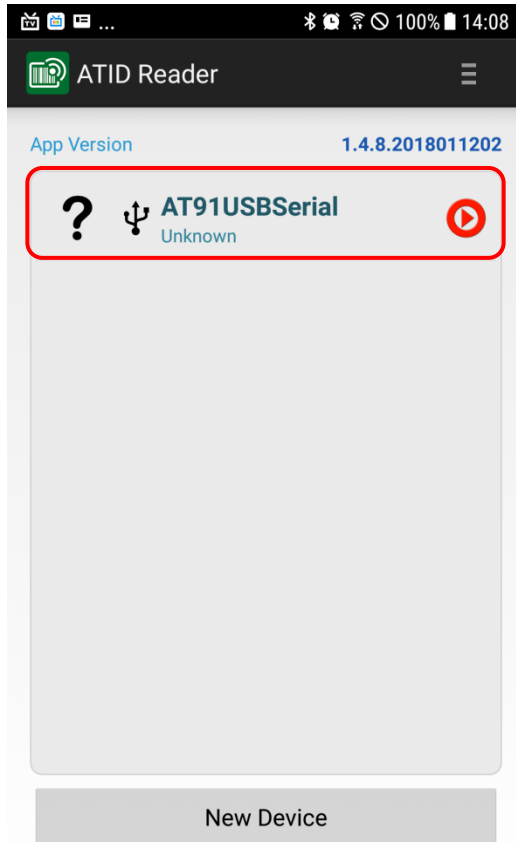 ... 100% 14:08
ATID Reader
App Version 1.4.8.2018011202
AT91USBSerial
Unknown
New Device